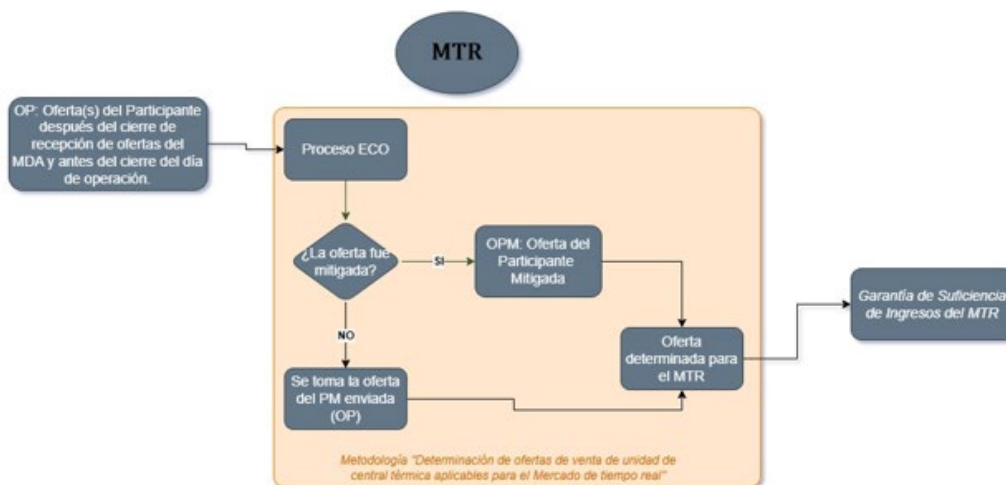 MTR
OP: Oferta(s) del Participante
después del cierre de
recepción de ofertas del
MDA y antes del cierre del día
de operación.
Proceso ECO
¿La oferta fue
mitigada?
SI
OPM: Oferta del
Participante
Mitigada
Garantía de Suficiencia
de Ingresos del MTR
NO
Oferta
determinada para
el MTR
Se toma la oferta
del PM enviada
(OP)
Metodología "Determinación de ofertas de venta de unidad de
central térmica aplicables para el Mercado de tiempo real"